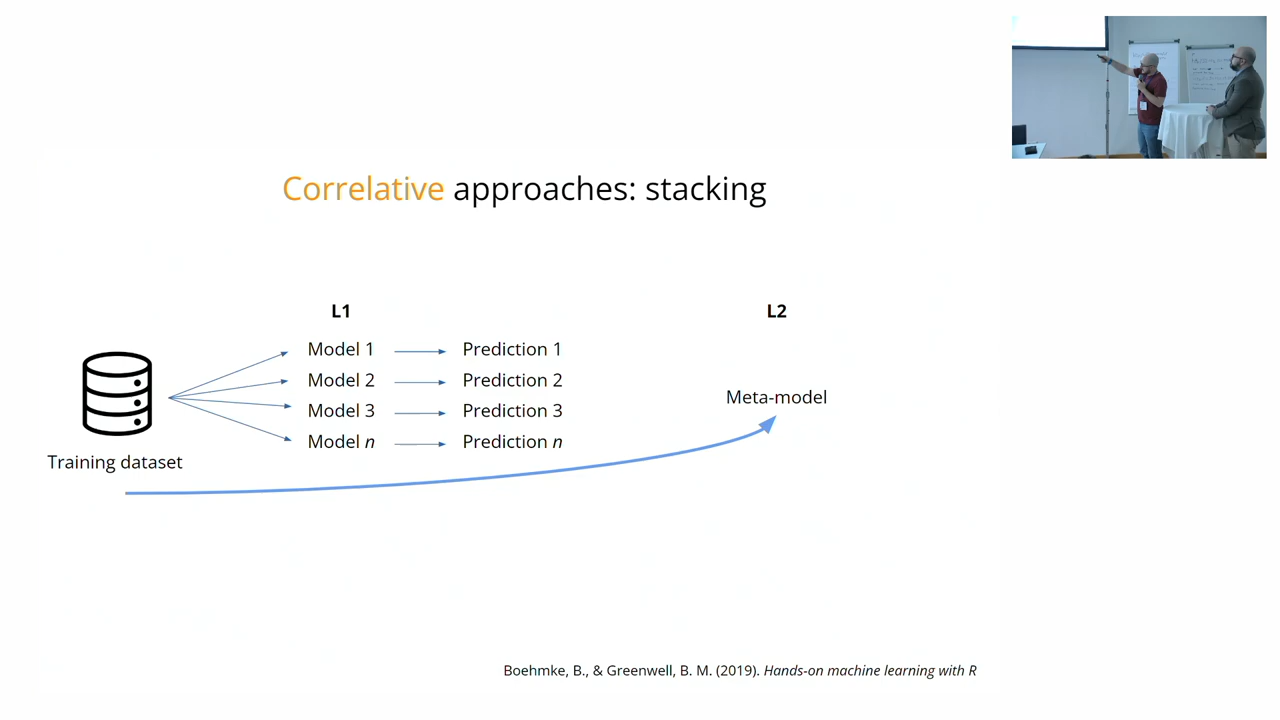 Correlative approaches: stacking
L1
L2
Model 1
Prediction 1
Model 2
Prediction 2
Meta-model
Model 3
Prediction 3
Model n
Prediction n
Training dataset
Boehmke, B., & Greenwell, B. M. (2019). Hands-on machine learning with R